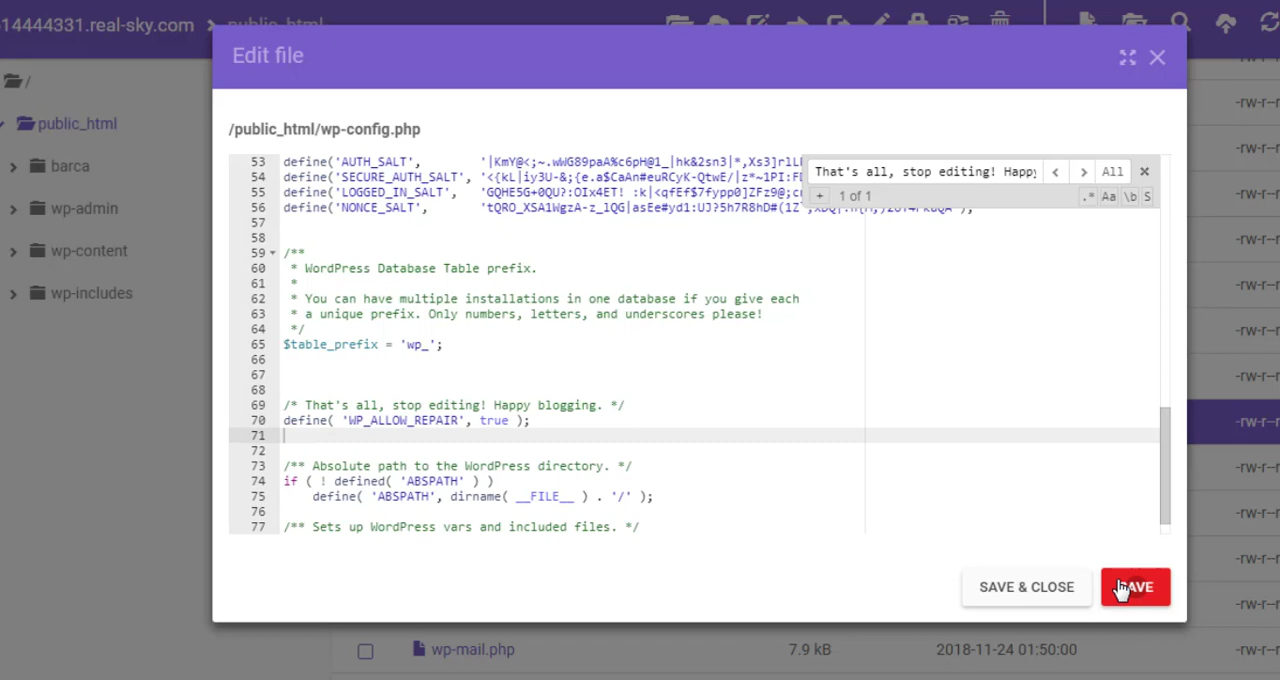 14444331.real-sky.com > public_html
Edit file
/
public_html
barca
wp-admin
wp-content
wp-includes
/public_html/wp-config.php
That's all, stop editing! Happy
All
1 of 1
.* Aa \b S
53 define('AUTH_SALT',
54 define('SECURE_AUTH_SALT',
55 define('LOGGED_IN_SALT',
56 define('NONCE_SALT',
57
58
59 /**
60 * WordPress Database Table prefix.
61 *
62 * You can have multiple installations in one database if you give each
63 * a unique prefix. Only numbers, letters, and underscores please!
64 */
65 $table_prefix = 'wp_';
66
67
68
69 /* That's all, stop editing! Happy blogging. */
70 define( 'WP_ALLOW_REPAIR', true );
71
72
73 /** Absolute path to the WordPress directory. */
74 if ( ! defined( 'ABSPATH' ) )
75 define( 'ABSPATH', dirname( __FILE__ ) . '/' );
76
77 /** Sets up WordPress vars and included files. */
SAVE & CLOSE
SAVE
wp-mail.php 7.9 kB 2018-11-24 01:50:00